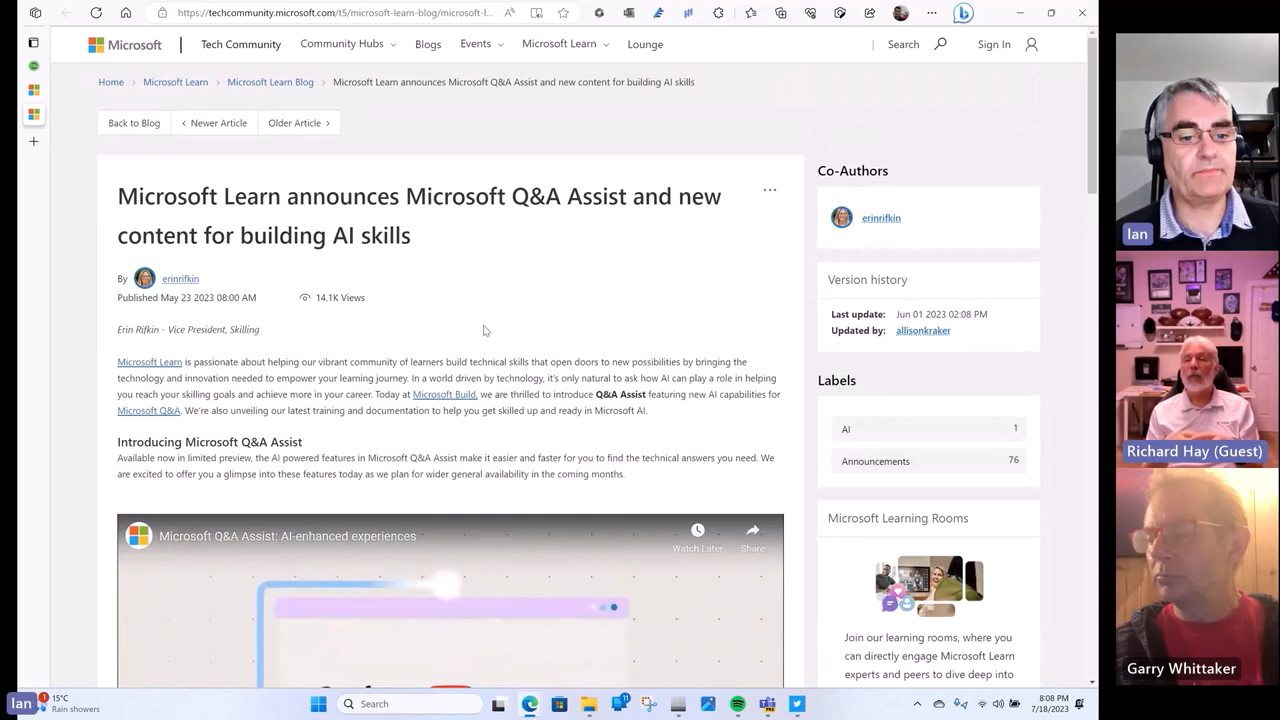 https://techcommunity.microsoft.com/t5/microsoft-learn-blog/microsoft-l...
Microsoft
Tech Community
Community Hubs
Blogs
Events
Microsoft Learn
Lounge
Search
Sign In
Home > Microsoft Learn > Microsoft Learn Blog > Microsoft Learn announces Microsoft Q&A Assist and new content for building AI skills
Back to Blog
< Newer Article
Older Article >
Microsoft Learn announces Microsoft Q&A Assist and new
content for building AI skills
By erinrifkin
Published May 23 2023 08:00 AM
14.1K Views
Erin Rifkin - Vice President, Skilling
Microsoft Learn is passionate about helping our vibrant community of learners build technical skills that open doors to new possibilities by bringing the
technology and innovation needed to empower your learning journey. In a world driven by technology, it's only natural to ask how AI can play a role in helping
you reach your skilling goals and achieve more in your career. Today at Microsoft Build, we are thrilled to introduce Q&A Assist featuring new AI capabilities for
Microsoft Q&A. We're also unveiling our latest training and documentation to help you get skilled up and ready in Microsoft AI.
Introducing Microsoft Q&A Assist
Available now in limited preview, the AI powered features in Microsoft Q&A Assist make it easier and faster for you to find the technical answers you need. We
are excited to offer you a glimpse into these features today as we plan for wider general availability in the coming months.
Microsoft Q&A Assist: AI-enhanced experiences
Watch Later
Share
Co-Authors
erinrifkin
Version history
Last update: Jun 01 2023 02:08 PM
Updated by: allisonkraker
Labels
AI 1
Announcements 76
Microsoft Learning Rooms
Join our learning rooms, where you
can directly engage Microsoft Learn
experts and peers to dive deep into
Ian
Richard Hay (Guest)
Garry Whittaker
Ian
1
15°C
Rain showers
Search
11
8:08 PM
7/18/2023